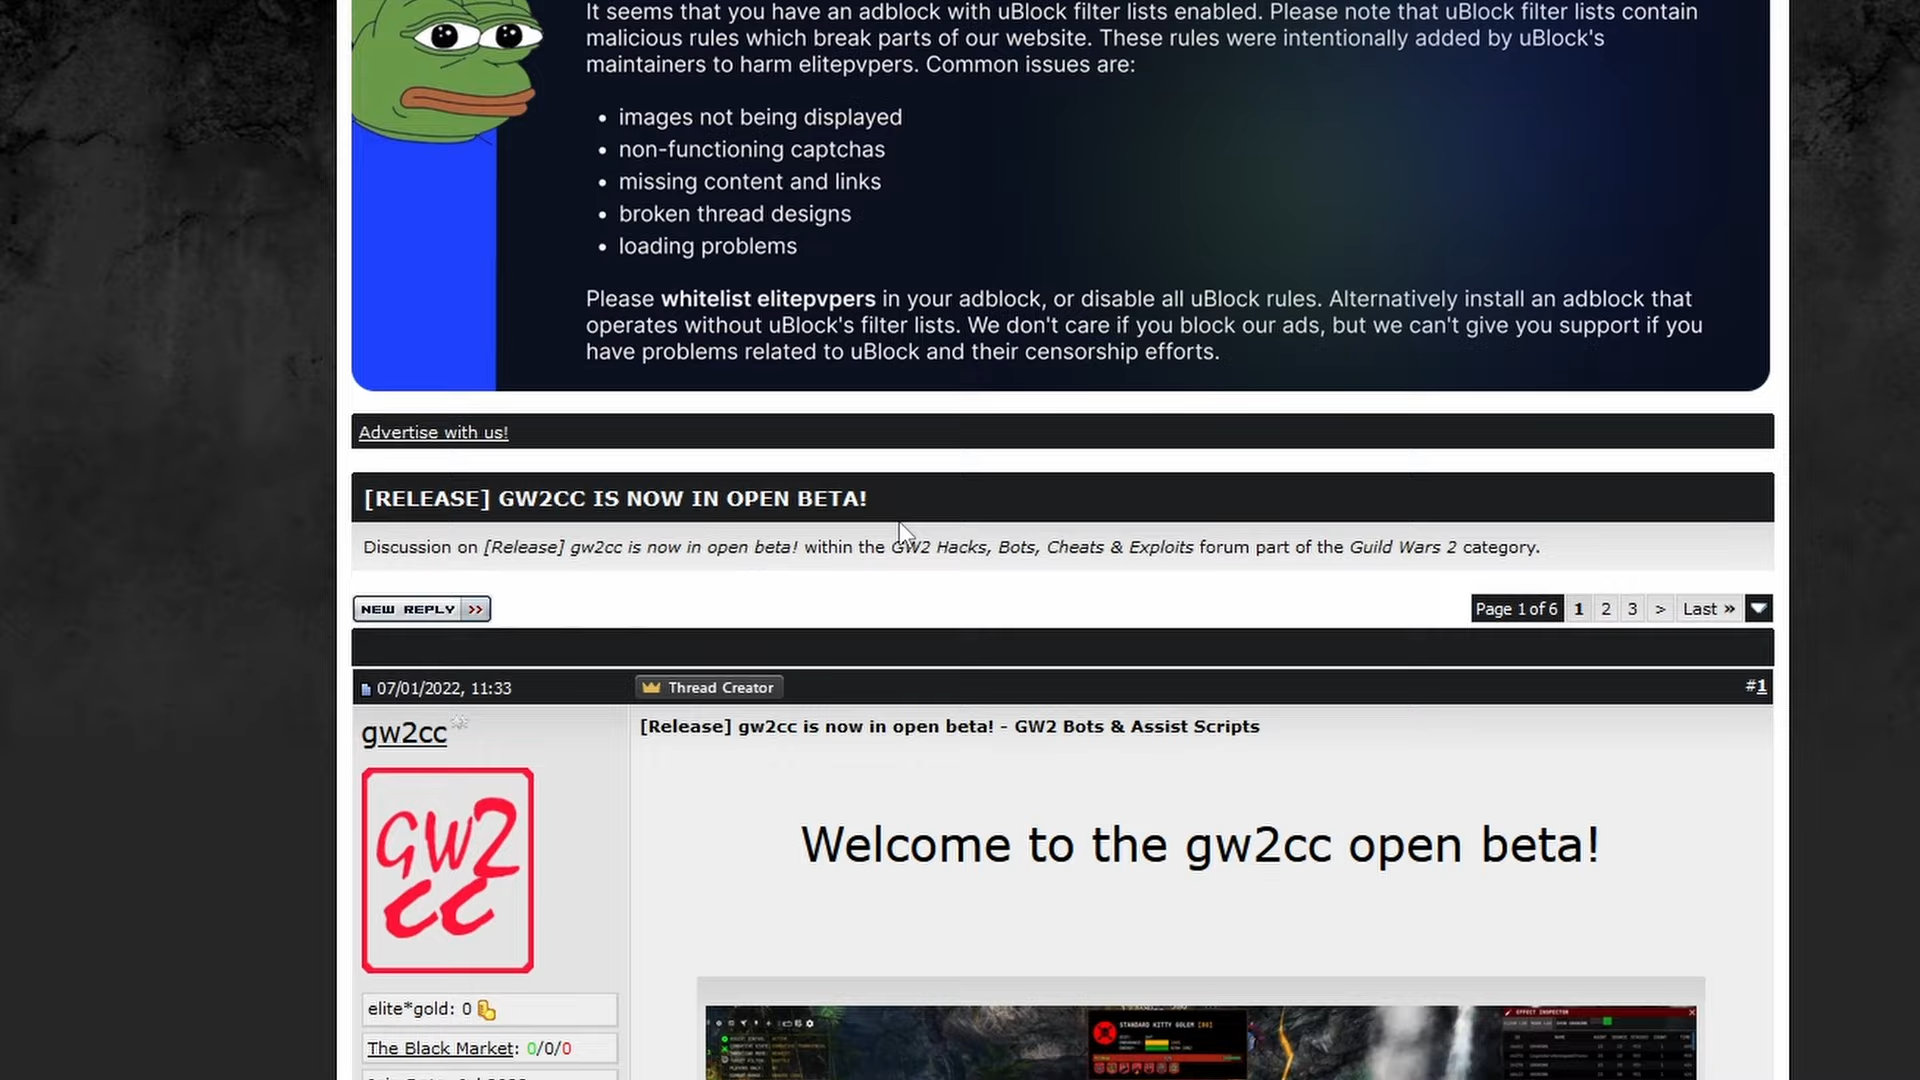 It seems that you have an adblock with uBlock filter lists enabled. Please note that uBlock filter lists contain
malicious rules which break parts of our website. These rules were intentionally added by uBlock's
maintainers to harm elitepvpers. Common issues are:
• images not being displayed
• non-functioning captchas
• missing content and links
• broken thread designs
• loading problems
Please whitelist elitepvpers in your adblock, or disable all uBlock rules. Alternatively install an adblock that
operates without uBlock's filter lists. We don't care if you block our ads, but we can't give you support if you
have problems related to uBlock and their censorship efforts.
Advertise with us!
[RELEASE] GW2CC IS NOW IN OPEN BETA!
Discussion on [Release] gw2cc is now in open beta! within the GW2 Hacks, Bots, Cheats & Exploits forum part of the Guild Wars 2 category.
NEW REPLY >>
Page 1 of 6 1 2 3 > Last »
07/01/2022, 11:33 Thread Creator #1
gw2cc
[Release] gw2cc is now in open beta! - GW2 Bots & Assist Scripts
GW2
cc
Welcome to the gw2cc open beta!
elite*gold: 0
The Black Market: 0/0/0
STANDARD KITTY GOLEM
EFFECT INSPECTOR